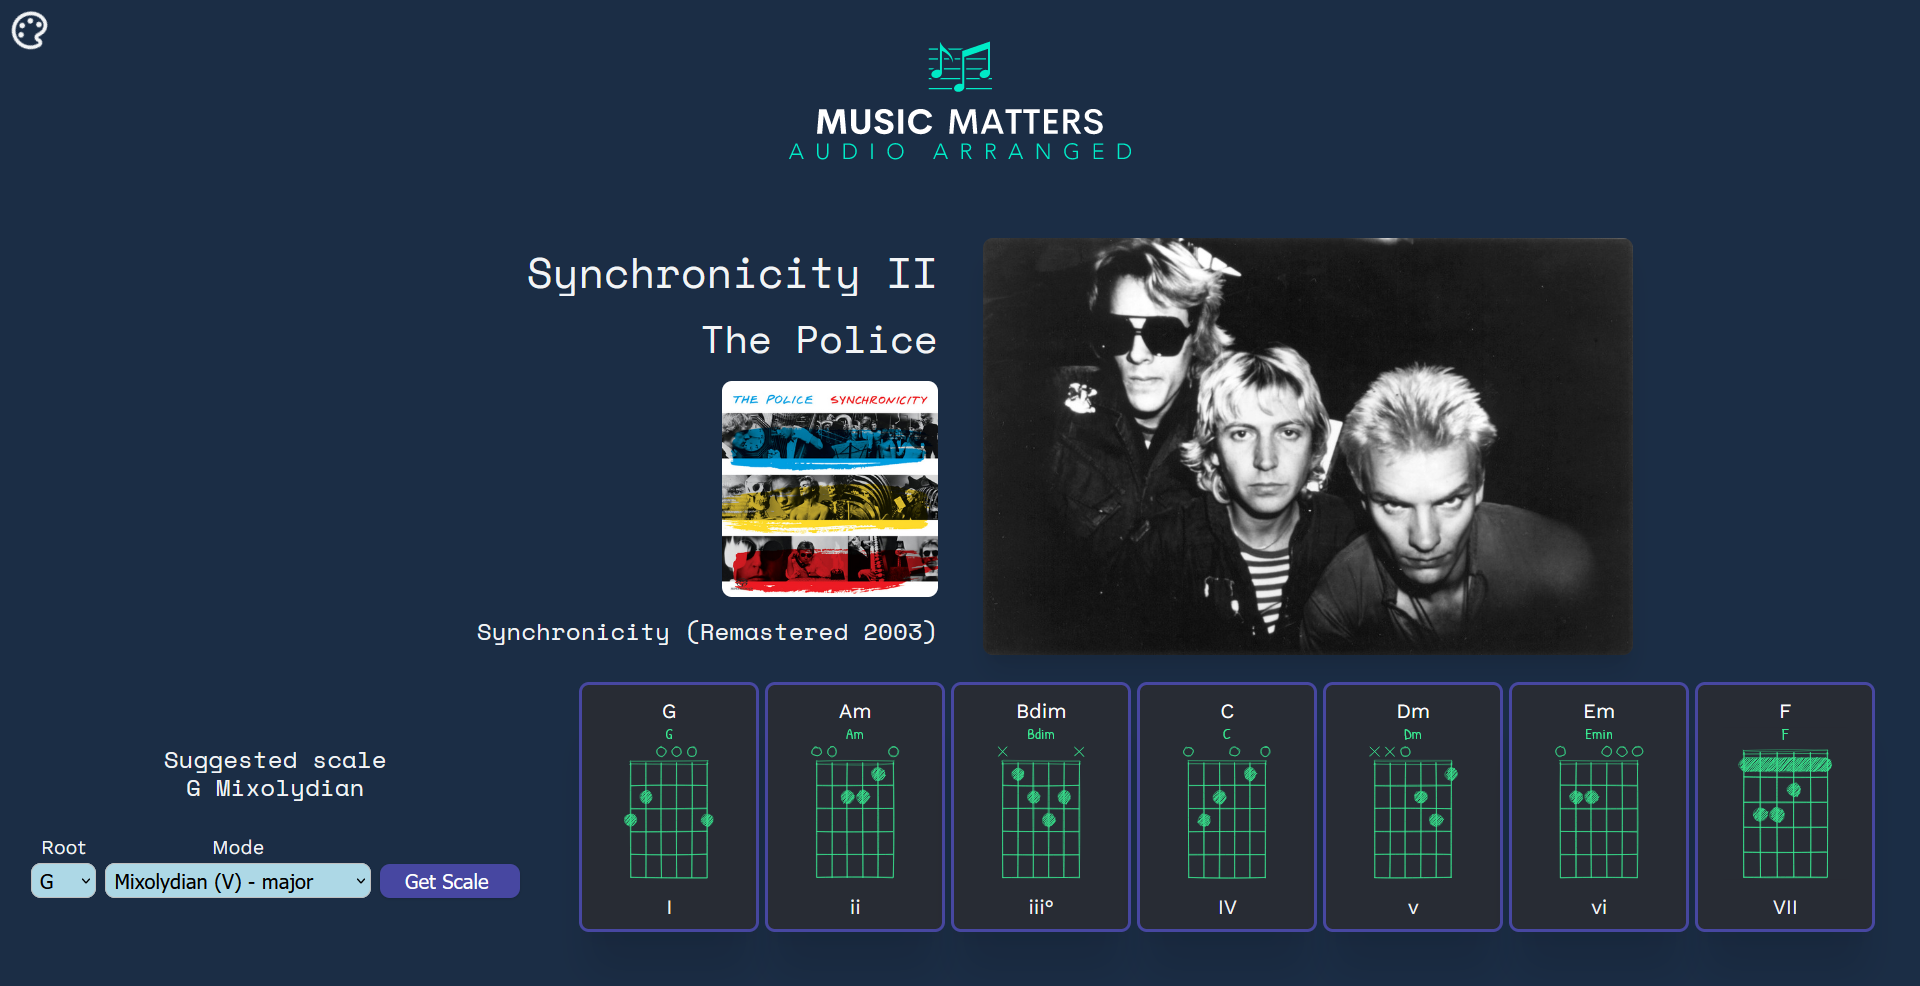 MUSIC MATTERS
AUDIO ARRANGED
Synchronicity II
The Police
THE POLICE SYNCHRONICITY
Synchronicity (Remastered 2003)
Suggested scale
G Mixolydian
Root Mode
G Mixolydian (V) - major Get Scale
G Am Bdim C Dm Em F
G Am Bdim C Dm Emin F
I ii iii° IV v vi VII